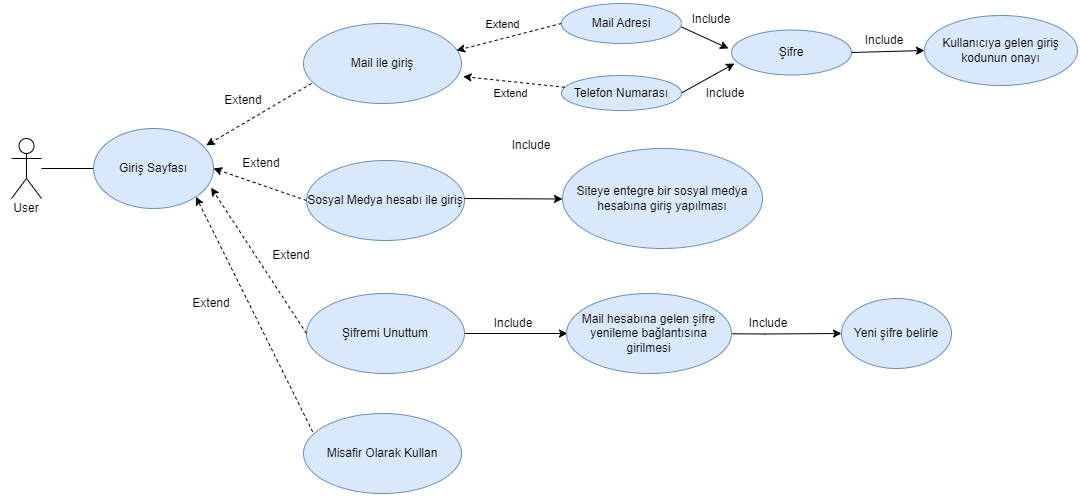 Extend
Mail Adresi
Include
Mail ile giriş
Şifre
Include
Kullanıcıya gelen giriş
kodunun onayı
Extend
Telefon Numarası
Include
Extend
User
Giriş Sayfası
Extend
Include
Sosyal Medya hesabı ile giriş
Siteye entegre bir sosyal medya
hesabına giriş yapılması
Extend
Extend
Şifremi Unuttum
Include
Mail hesabına gelen şifre
yenileme bağlantısına
girilmesi
Include
Yeni şifre belirle
Misafir Olarak Kullan